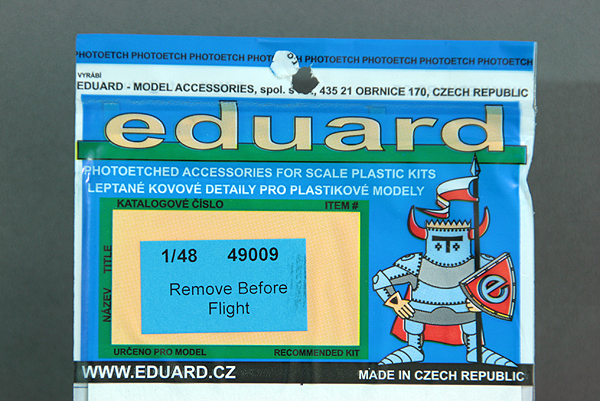 PHOTOETCH PHOTOETCH PHOTOETCH PHOTOETCH PHOTOETCH PHOTOETCH PHOTOETCH PHOTOETCH
VYRÁBÍ
EDUARD - MODEL ACCESSORIES, spol. s 435 21 OBRNICE 170, CZECH REPUBLIC
eduard
PHOTOETCHED ACCESSORIES FOR SCALE PLASTIC KITS
LEPTANÉ KOVOVÉ DETAILY PRO PLASTIKOVÉ MODELY
KATALOGOVÉ ČÍSLO ITEM #
NÁZEV TITLE
1/48 49009
Remove Before
Flight
e
URČENO PRO MODEL RECOMMENDED KIT
WWW.EDUARD.CZ MADE IN CZECH REPUBLIC